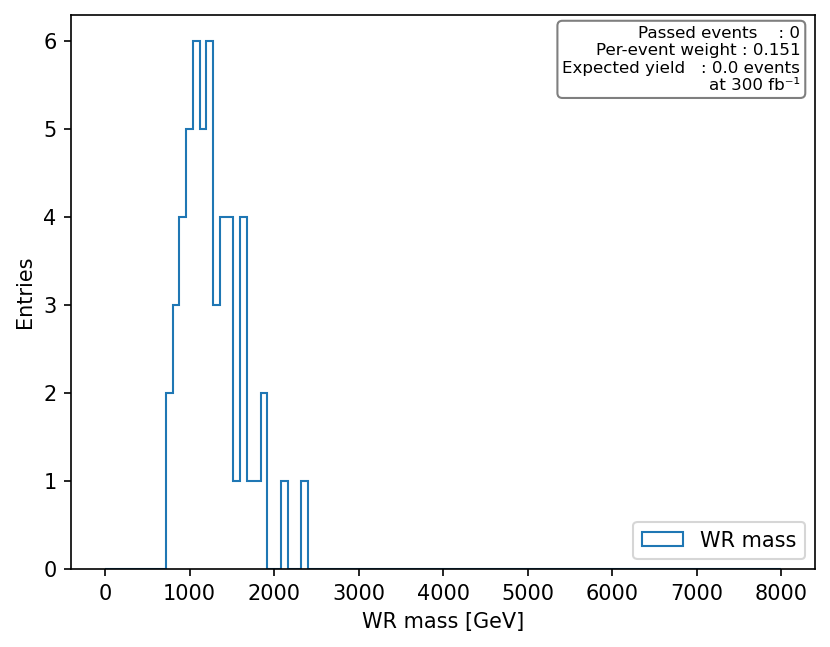 Passed events : 0
Per-event weight : 0.151
Expected yield : 0.0 events
at 300 fb⁻¹
6
5
4
3
2
1
0
Entries
WR mass
0 1000 2000 3000 4000 5000 6000 7000 8000
WR mass [GeV]